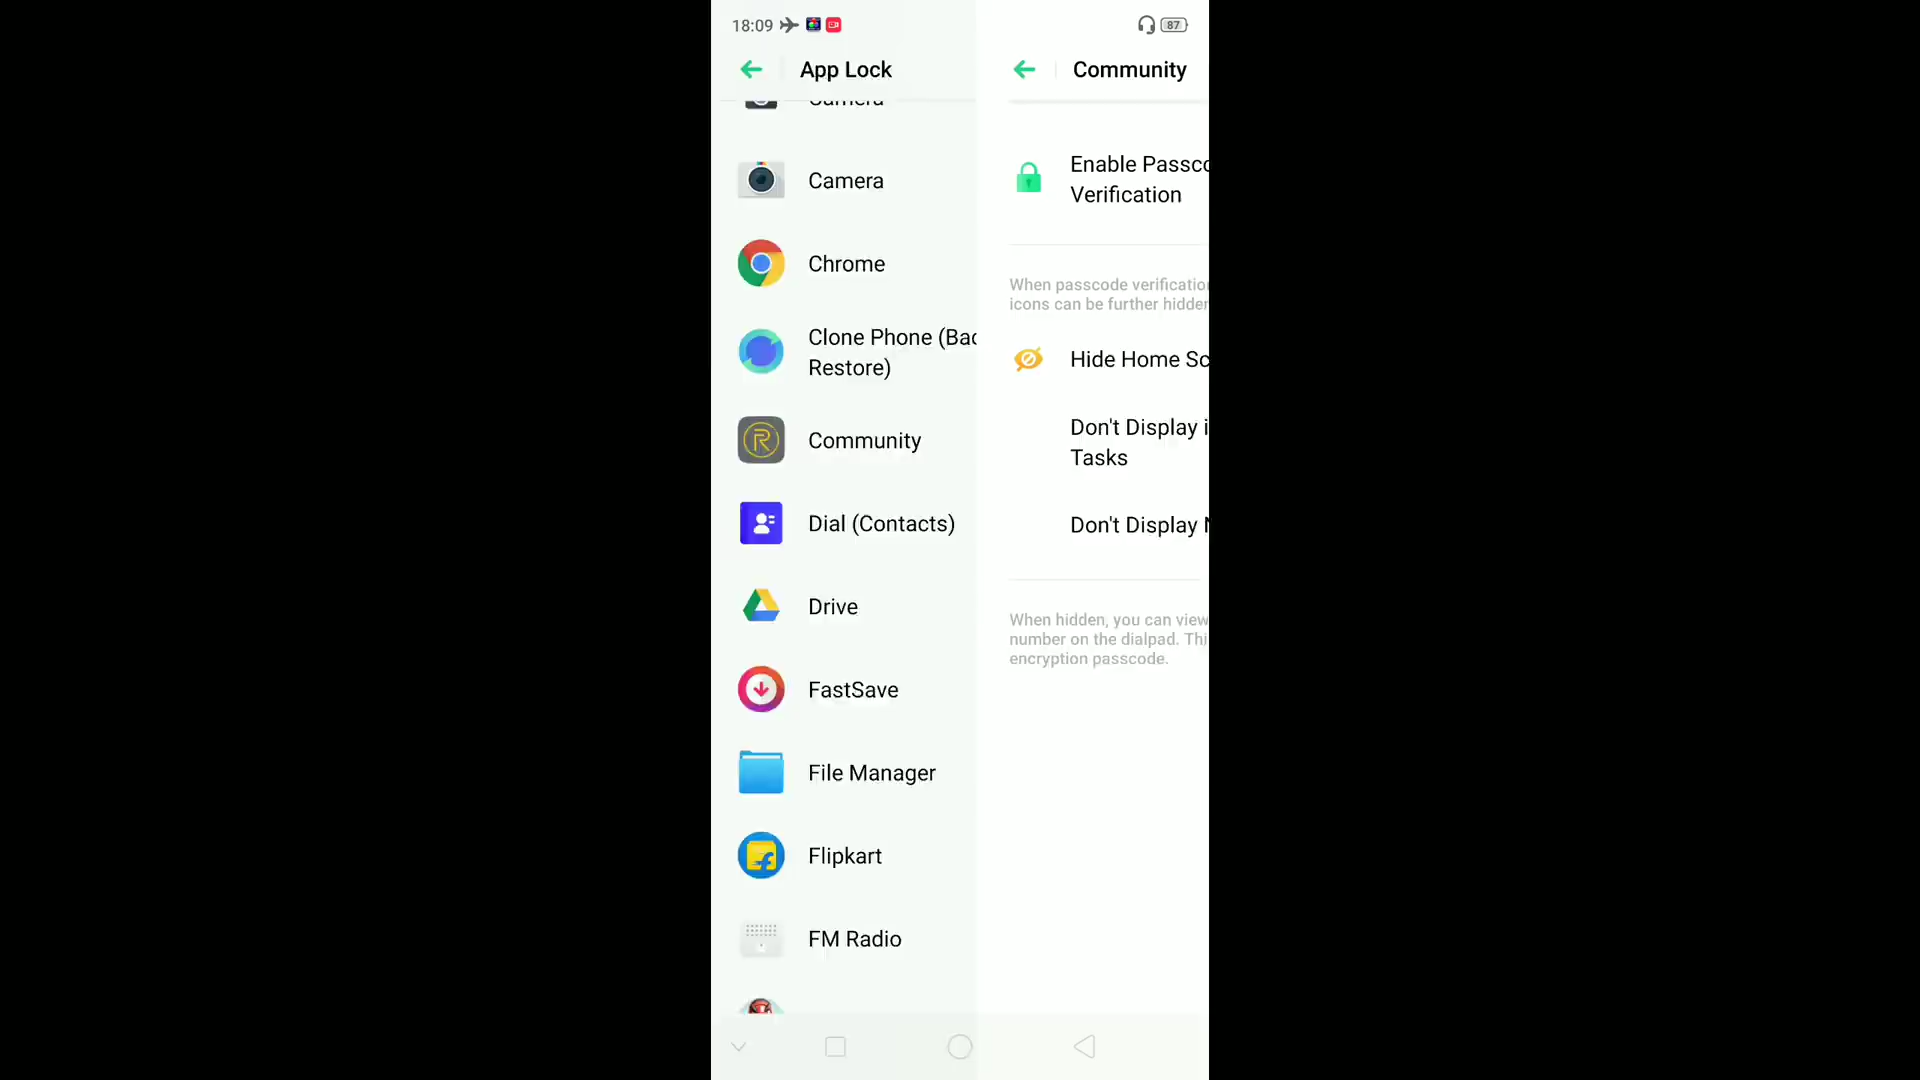 18:09
87
App Lock
Camera
Camera
Chrome
Clone Phone (Bac
Restore)
Community
Dial (Contacts)
Drive
FastSave
File Manager
Flipkart
FM Radio
Community
Enable Passco
Verification
When passcode verificatio
icons can be further hidden
Hide Home Sc
Don't Display i
Tasks
Don't Display N
When hidden, you can view
number on the dialpad. Thi
encryption passcode.